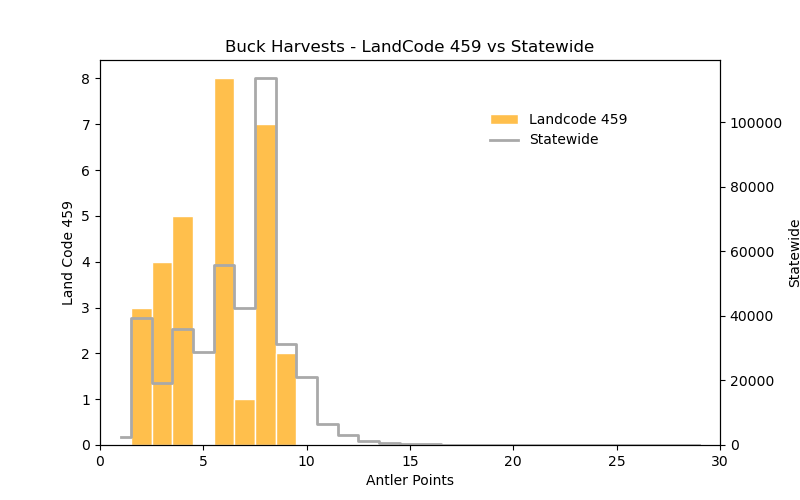 Buck Harvests - LandCode 459 vs Statewide
Landcode 459
Statewide
Land Code 459
8
7
6
5
4
3
2
1
0
100000
80000
60000
40000
20000
0
Statewide
0 5 10 15 20 25 30
Antler Points